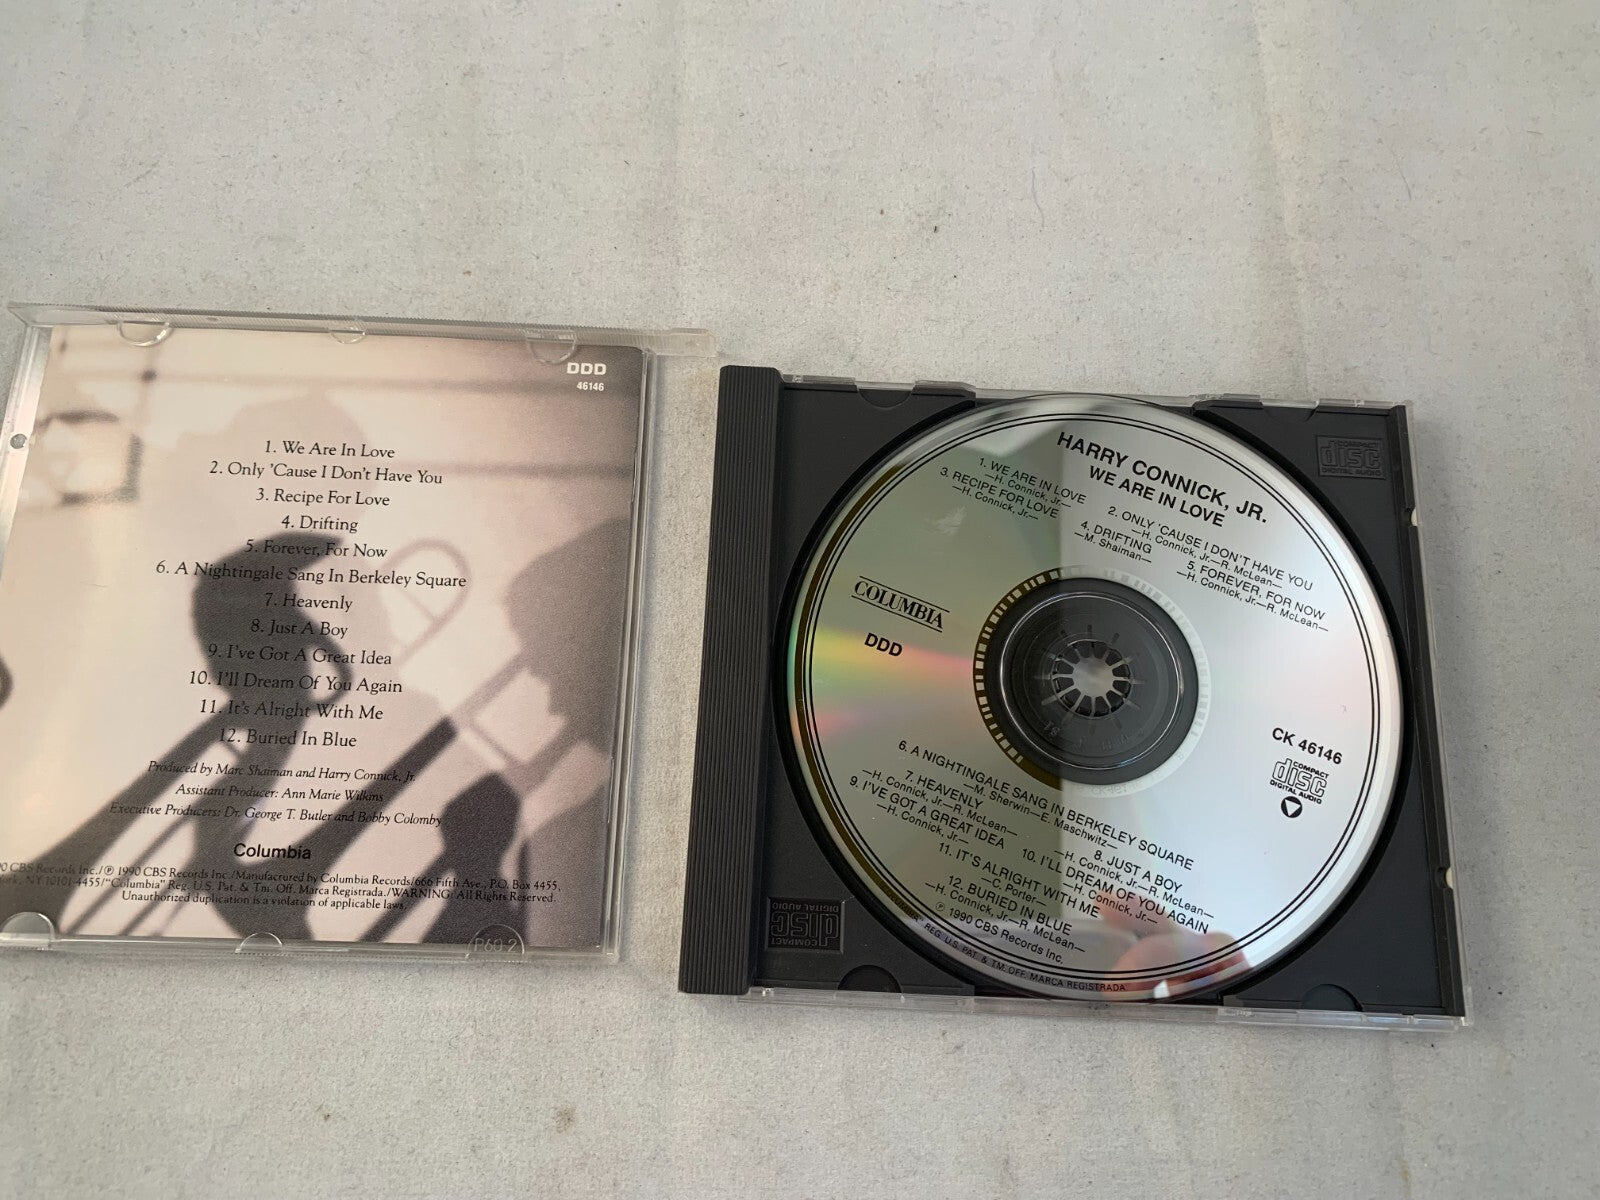 DDD
46146
1. We Are In Love
2. Only 'Cause I Don't Have You
3. Recipe For Love
4. Drifting
5. Forever, For Now
6. A Nightingale Sang In Berkeley Square
7. Heavenly
8. Just A Boy
9. I've Got A Great Idea
10. I'll Dream Of You Again
11. It's Alright With Me
12. Buried In Blue
Produced by Marc Shaiman and Harry Connick, Jr.
Assistant Producer: Ann Marie Wilkins
Executive Producers: Dr. George T. Butler and Bobby Colomby
Columbia
CBS Records Inc./℗ 1990 CBS Records Inc./Manufactured by Columbia Records/666 Fifth Ave., P.O. Box 4455,
NY 10101-4455/"Columbia" Reg. U.S. Pat. & Tm. Off. Marca Registrada./WARNING: All Rights Reserved.
Unauthorized duplication is a violation of applicable laws.
P60.2
HARRY CONNICK, JR.
WE ARE IN LOVE
1. WE ARE IN LOVE
—H. Connick, Jr.—
2. ONLY 'CAUSE I DON'T HAVE YOU
—H. Connick, Jr.—R. McLean—
3. RECIPE FOR LOVE
—H. Connick, Jr.—
4. DRIFTING
—M. Shaiman—
5. FOREVER, FOR NOW
—H. Connick, Jr.—R. McLean—
COLUMBIA
DDD
CK 46146
COMPACT
disc
DIGITAL AUDIO
6. A NIGHTINGALE SANG IN BERKELEY SQUARE
—M. Sherwin—E. Maschwitz—
7. HEAVENLY
—H. Connick, Jr.—R. McLean—
8. JUST A BOY
—H. Connick, Jr.—R. McLean—
9. I'VE GOT A GREAT IDEA
—H. Connick, Jr.—
10. I'LL DREAM OF YOU AGAIN
—H. Connick, Jr.—
11. IT'S ALRIGHT WITH ME
—C. Porter—
12. BURIED IN BLUE
—H. Connick, Jr.—R. McLean—
℗ 1990 CBS Records Inc.
REG. U.S. PAT. & TM. OFF. MARCA REGISTRADA
COMPACT
disc
DIGITAL AUDIO
COMPACT
disc
DIGITAL AUDIO